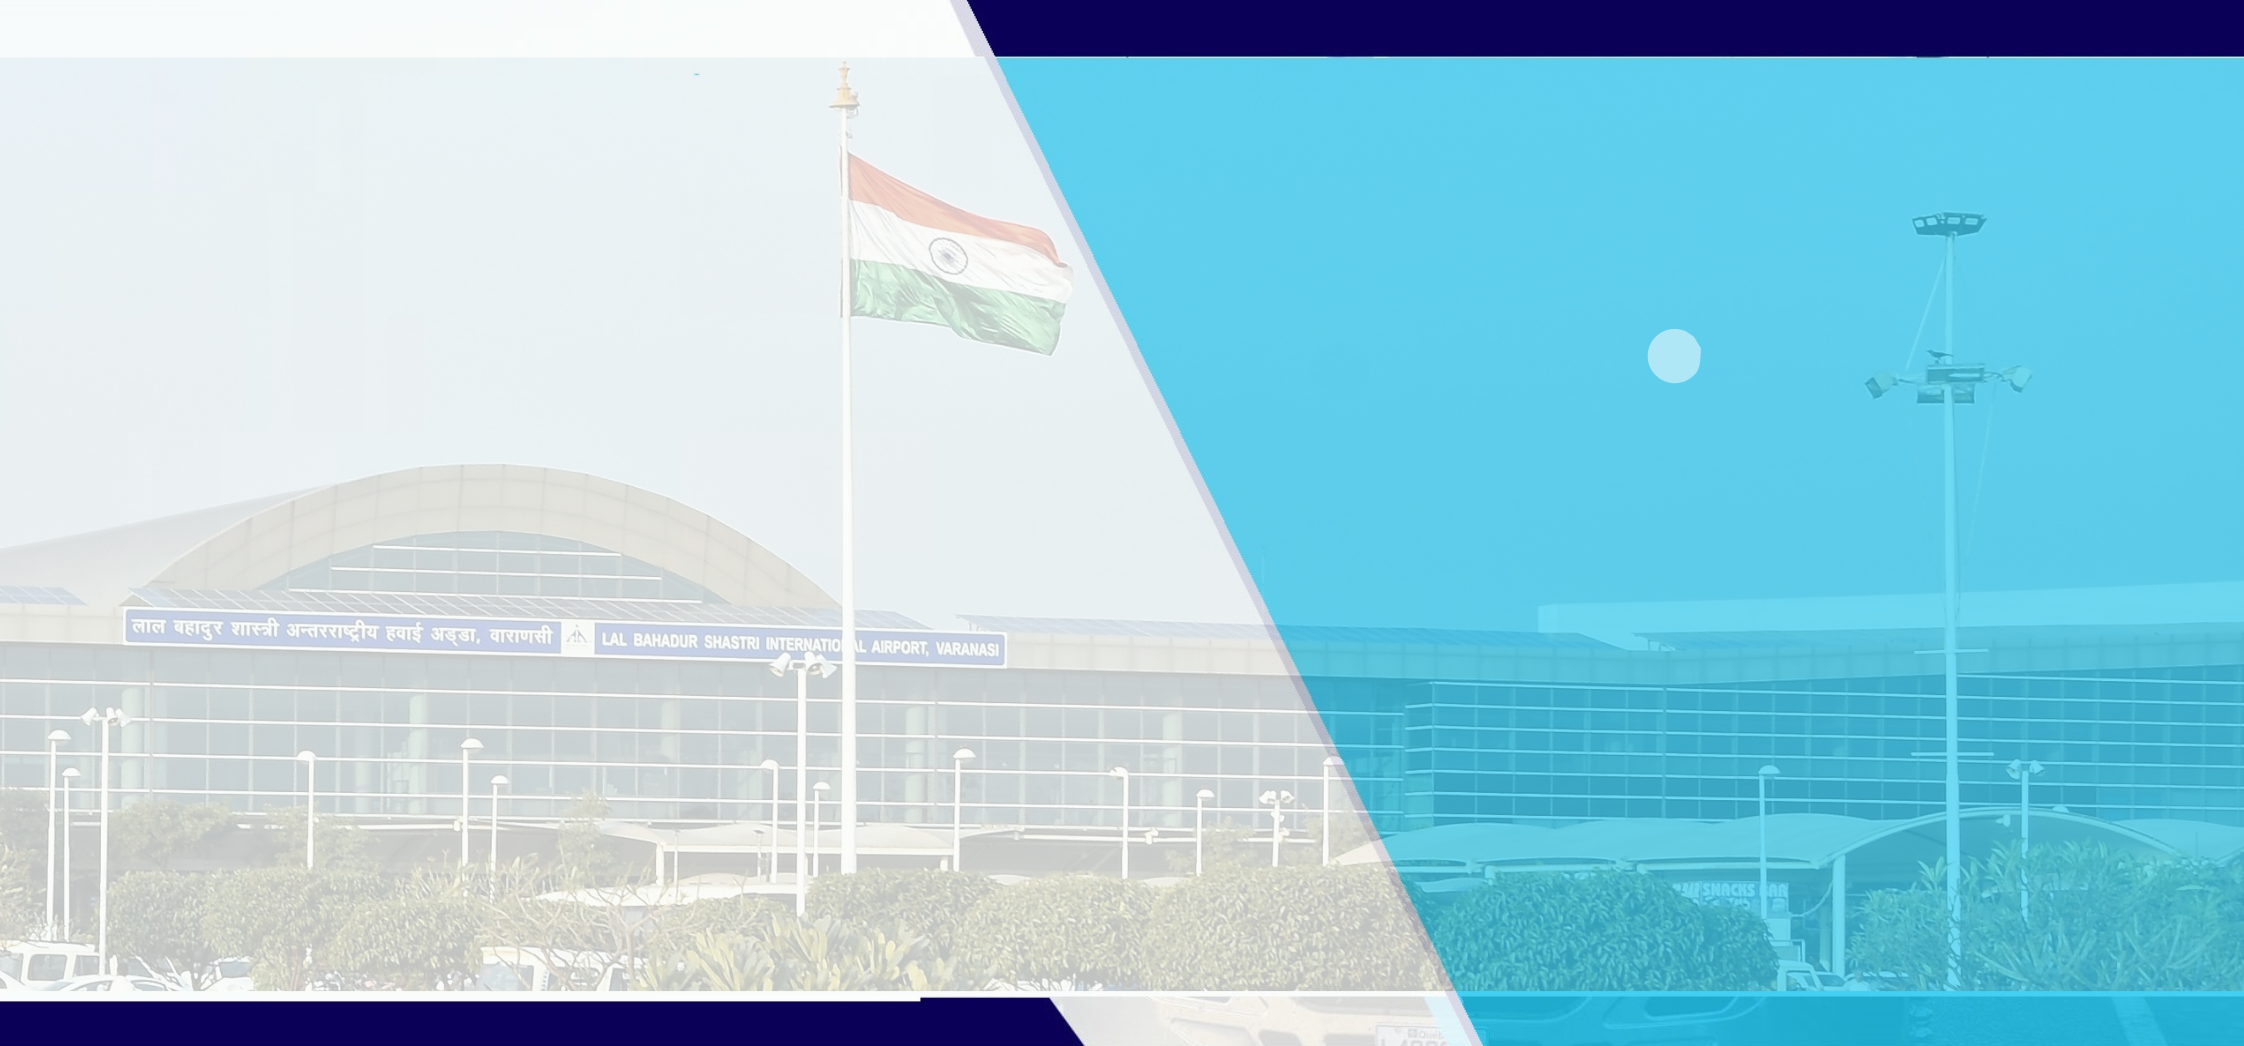 लाल बहादुर शास्त्री अन्तरराष्ट्रीय हवाई अड्डा, वाराणसी
LAL BAHADUR SHASTRI INTERNATIONAL AIRPORT, VARANASI
SNACKS BAR